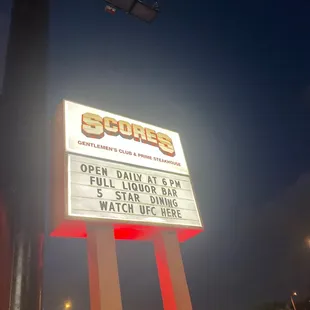 SCORES
GENTLEMEN'S CLUB & PRIME STEAKHOUSE
OPEN DAILY AT 6 PM
FULL LIQUOR BAR
5 STAR DINING
WATCH UFC HERE